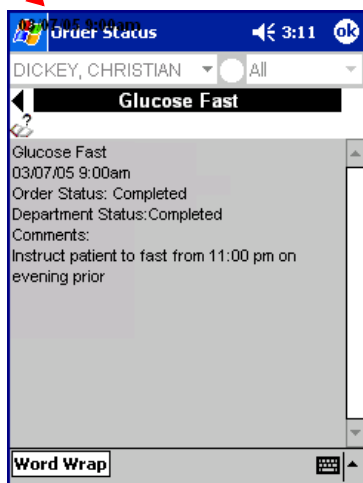 03/07/05 9:00am
Order Status 3:11 ok
DICKEY, CHRISTIAN All
Glucose Fast
?
Glucose Fast
03/07/05 9:00am
Order Status: Completed
Department Status:Completed
Comments:
Instruct patient to fast from 11:00 pm on
evening prior
Word Wrap